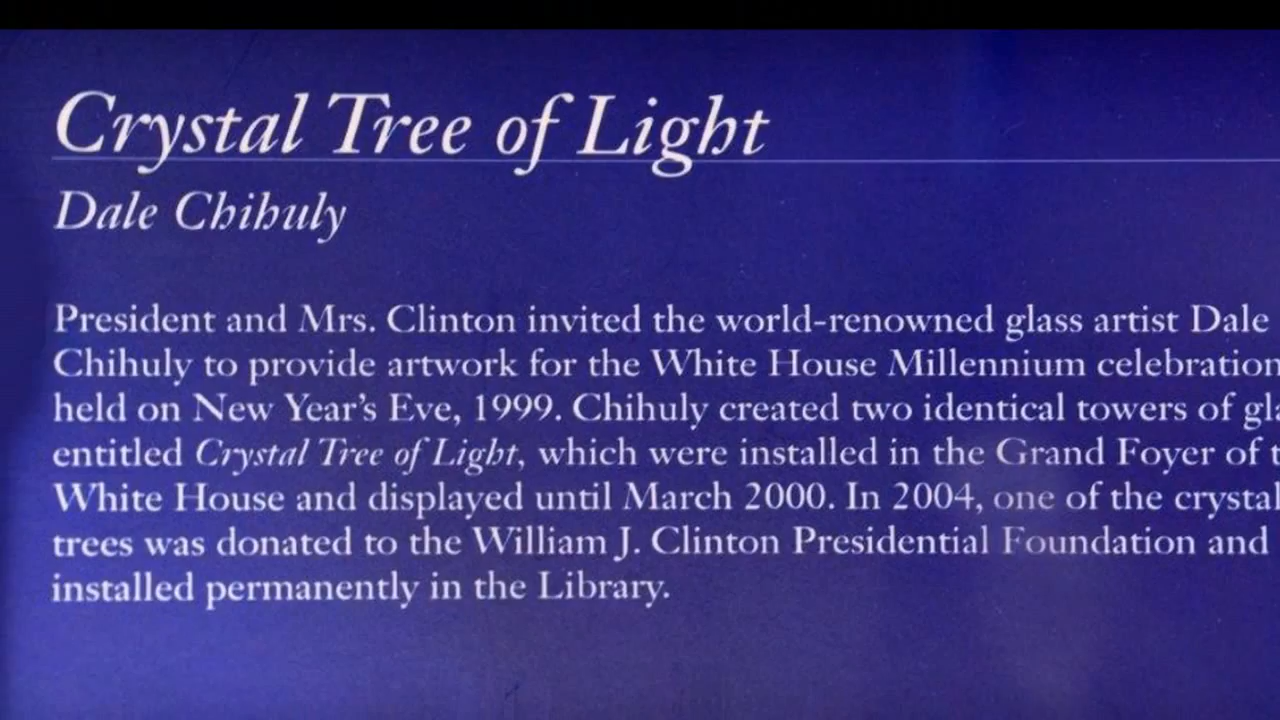 Crystal Tree of Light
Dale Chihuly
President and Mrs. Clinton invited the world-renowned glass artist Dale
Chihuly to provide artwork for the White House Millennium celebration
held on New Year's Eve, 1999. Chihuly created two identical towers of
entitled Crystal Tree of Light, which were installed in the Grand Foyer of
White House and displayed until March 2000. In 2004, one of the crystal
trees was donated to the William J. Clinton Presidential Foundation and
installed permanently in the Library.